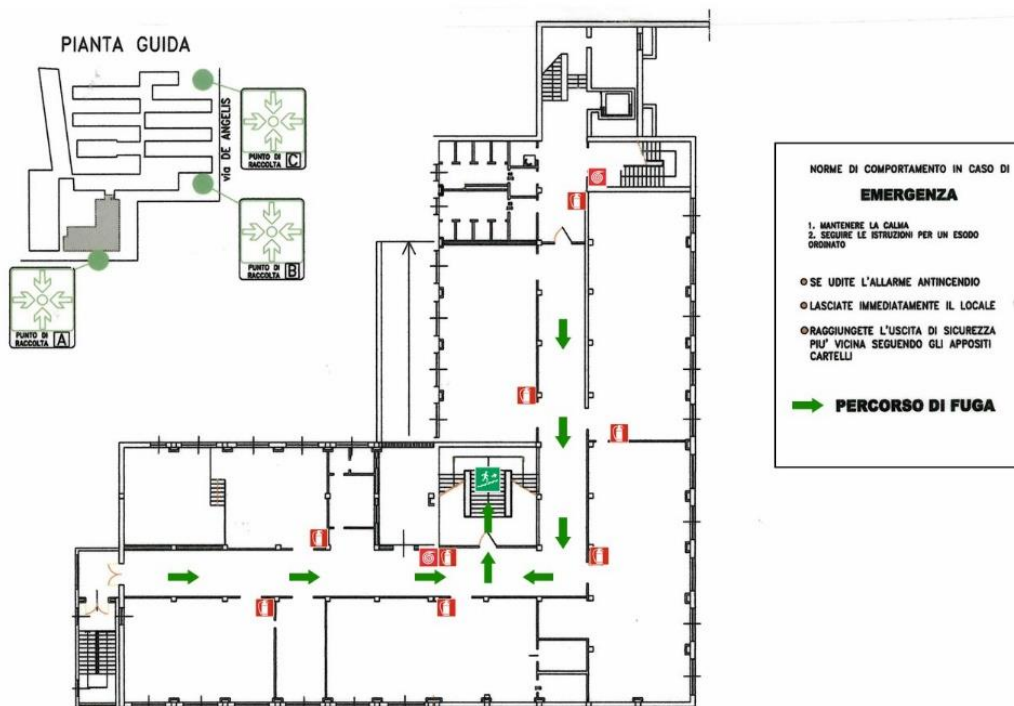 PIANTA GUIDA
via DE ANGELIS
PUNTO DI
RACCOLTA C
PUNTO DI
RACCOLTA B
PUNTO DI
RACCOLTA A
NORME DI COMPORTAMENTO IN CASO DI
EMERGENZA
1. MANTENERE LA CALMA
2. SEGUIRE LE ISTRUZIONI PER UN ESODO
ORDINATO
SE UDITE L'ALLARME ANTINCENDIO
LASCIATE IMMEDIATAMENTE IL LOCALE
RAGGIUNGETE L'USCITA DI SICUREZZA
PIU' VICINA SEGUENDO GLI APPOSITI
CARTELLI
PERCORSO DI FUGA